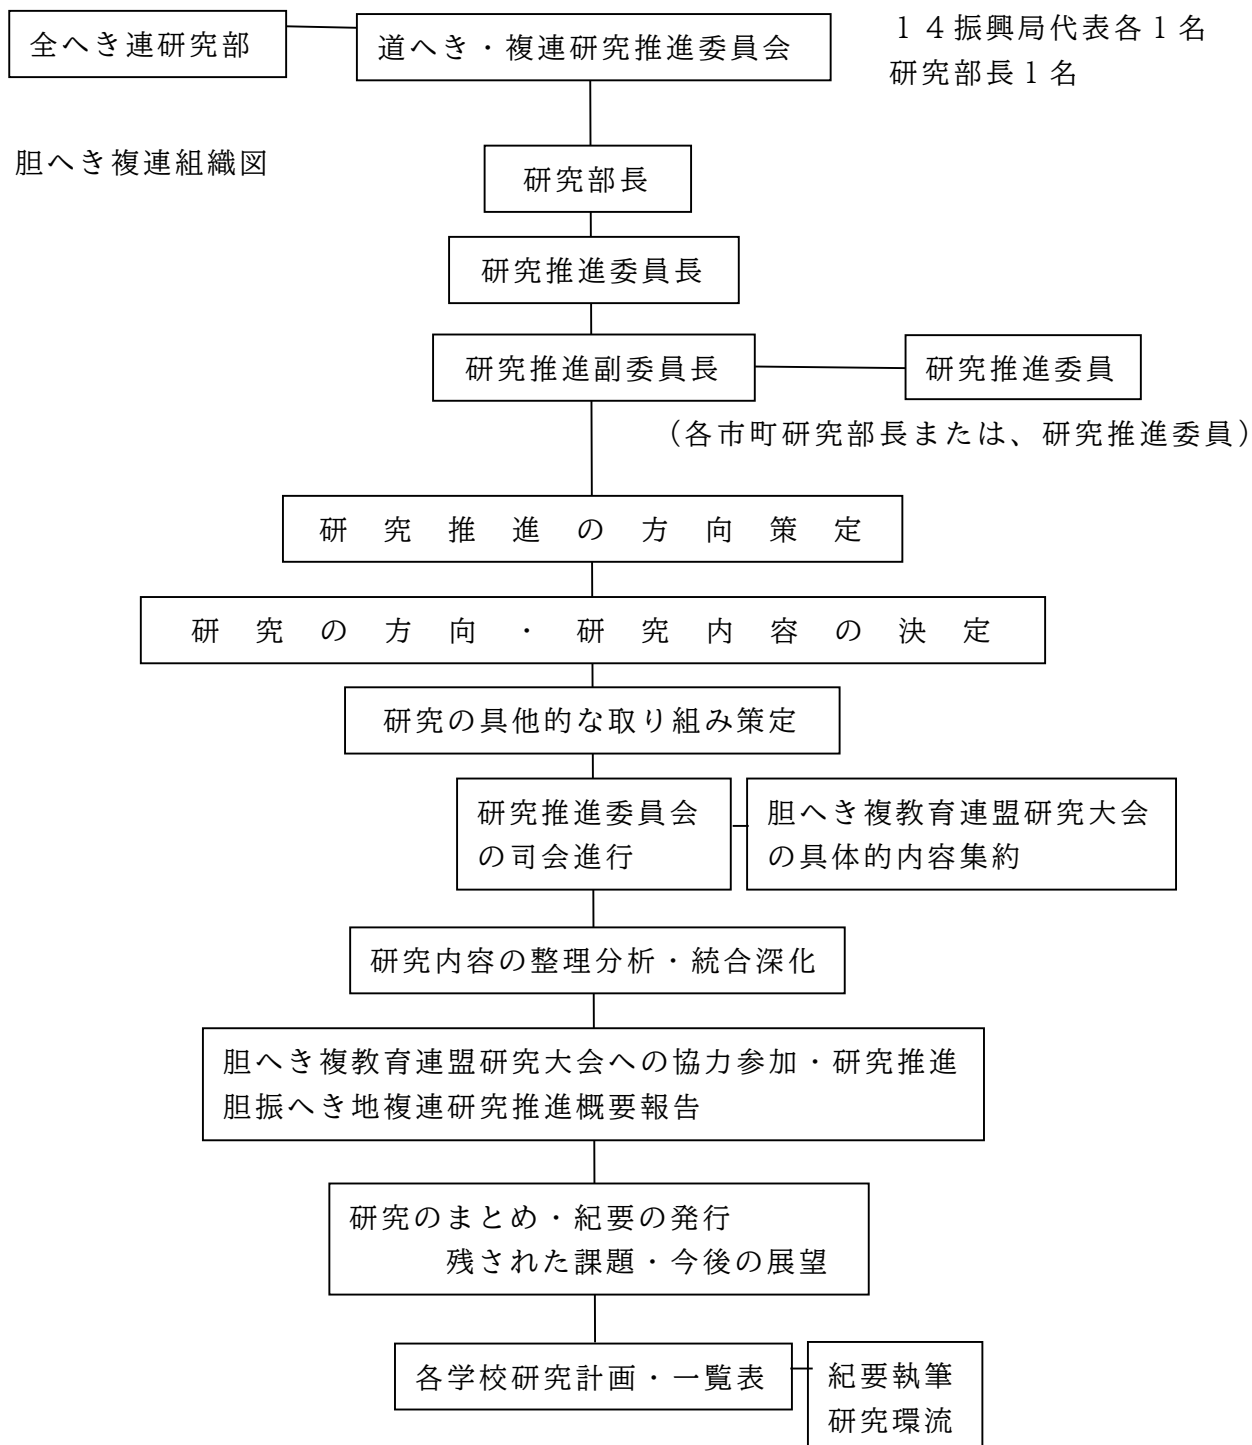 全へき連研究部
道へき・複連研究推進委員会
１４振興局代表各１名
研究部長１名
胆へき複連組織図
研究部長
研究推進委員長
研究推進副委員長
研究推進委員
（各市町研究部長または、研究推進委員）
研究推進の方向策定
研究の方向・研究内容の決定
研究の具他的な取り組み策定
研究推進委員会
の司会進行
胆へき複教育連盟研究大会
の具体的内容集約
研究内容の整理分析・統合深化
胆へき複教育連盟研究大会への協力参加・研究推進
胆振へき地複連研究推進概要報告
研究のまとめ・紀要の発行
残された課題・今後の展望
各学校研究計画・一覧表
紀要執筆
研究環流